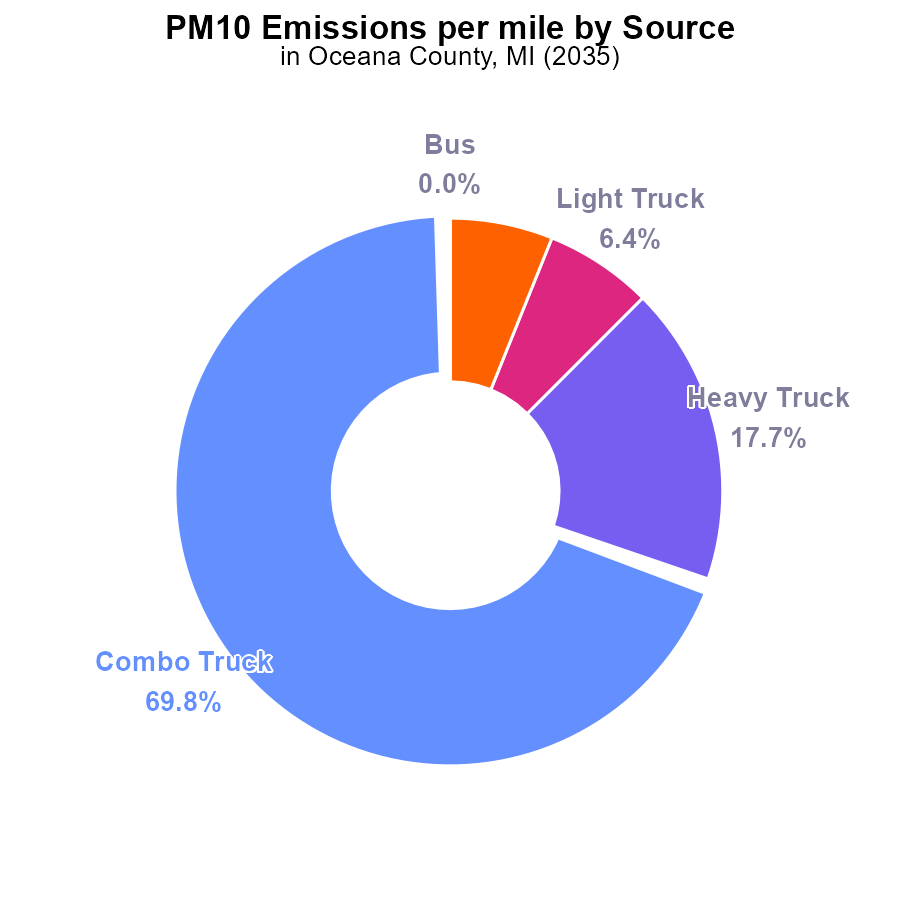 PM10 Emissions per mile by Source
in Oceana County, MI (2035)
Bus
0.0%
Light Truck
6.4%
Heavy Truck
17.7%
Combo Truck
69.8%